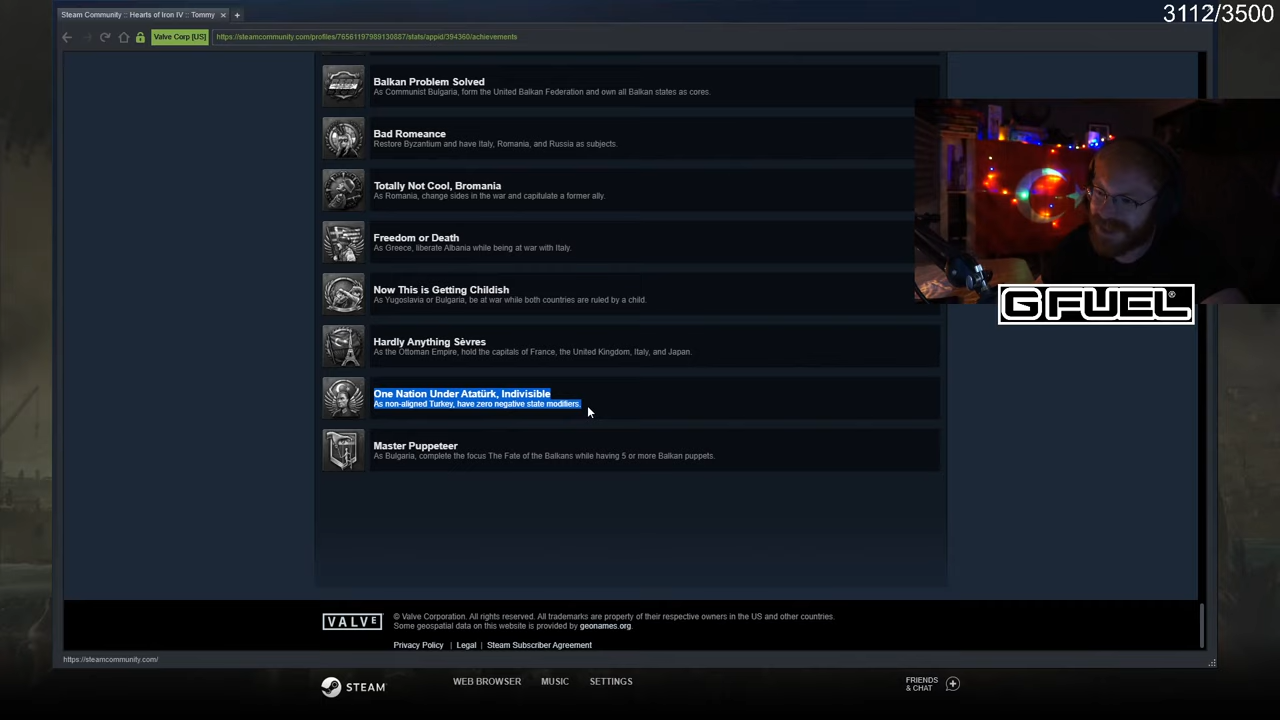 3112/3500
Steam Community :: Hearts of Iron IV :: Tommy
Valve Corp [US]
https://steamcommunity.com/profiles/76561197989130887/stats/appid/394360/achievements
Balkan Problem Solved
As Communist Bulgaria, form the United Balkan Federation and own all Balkan states as cores.
Bad Romeance
Restore Byzantium and have Italy, Romania, and Russia as subjects.
Totally Not Cool, Bromania
As Romania, change sides in the war and capitulate a former ally.
Freedom or Death
As Greece, liberate Albania while being at war with Italy.
Now This is Getting Childish
As Yugoslavia or Bulgaria, be at war while both countries are ruled by a child.
G FUEL®
Hardly Anything Sèvres
As the Ottoman Empire, hold the capitals of France, the United Kingdom, Italy, and Japan.
One Nation Under Atatürk, Indivisible
As non-aligned Turkey, have zero negative state modifiers.
Master Puppeteer
As Bulgaria, complete the focus The Fate of the Balkans while having 5 or more Balkan puppets.
VALVE
© Valve Corporation. All rights reserved. All trademarks are property of their respective owners in the US and other countries.
Some geospatial data on this website is provided by geonames.org.
Privacy Policy | Legal | Steam Subscriber Agreement
https://steamcommunity.com/
STEAM
WEB BROWSER
MUSIC
SETTINGS
FRIENDS
& CHAT